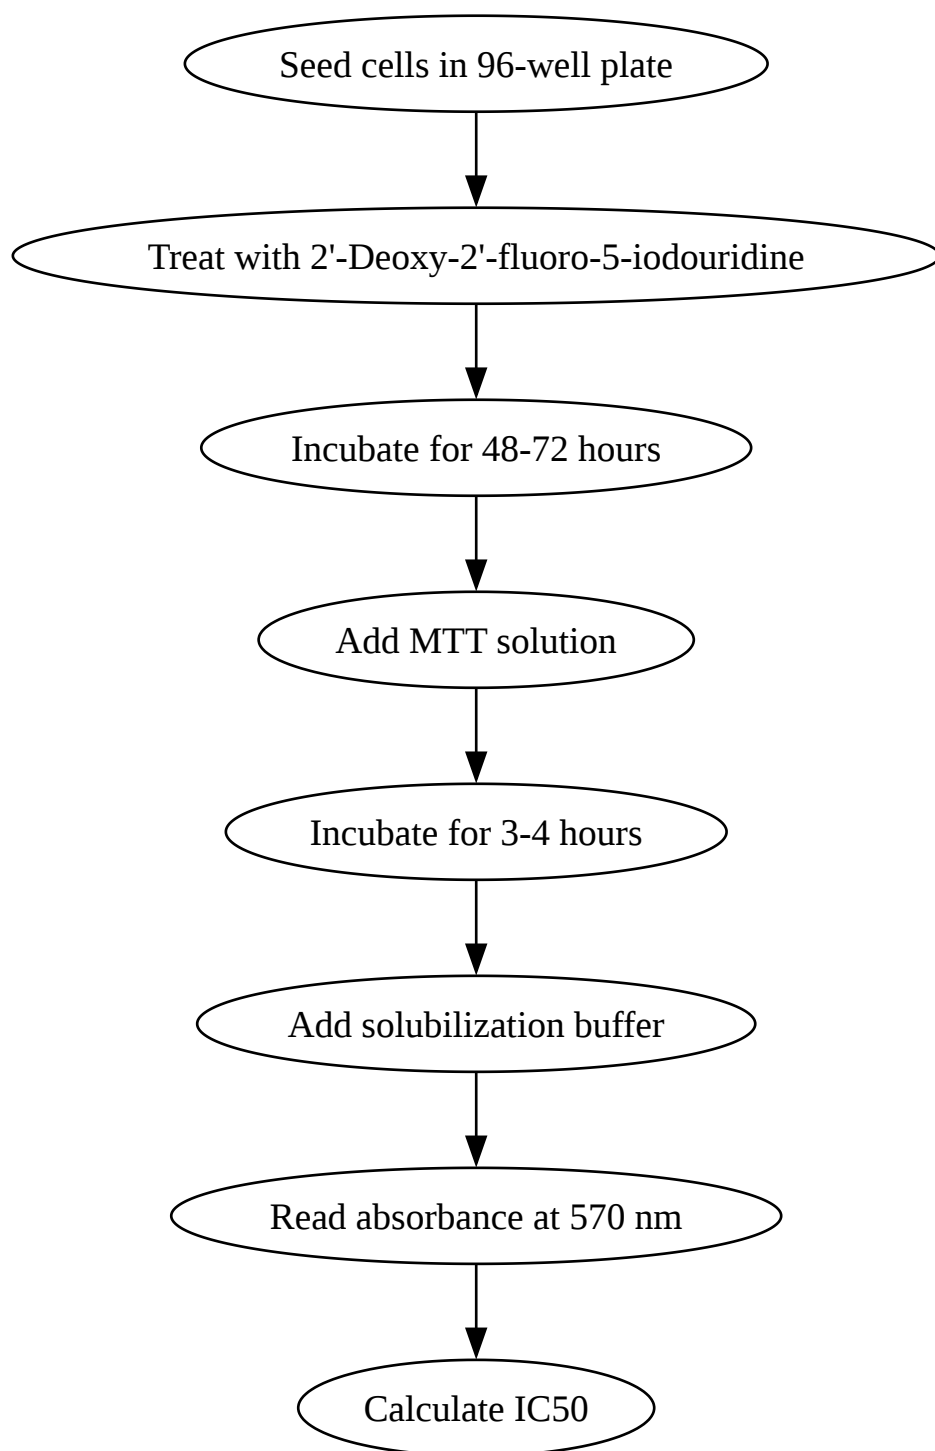 Seed cells in 96-well plate
Treat with 2'-Deoxy-2'-fluoro-5-iodouridine
Incubate for 48-72 hours
Add MTT solution
Incubate for 3-4 hours
Add solubilization buffer
Read absorbance at 570 nm
Calculate IC50